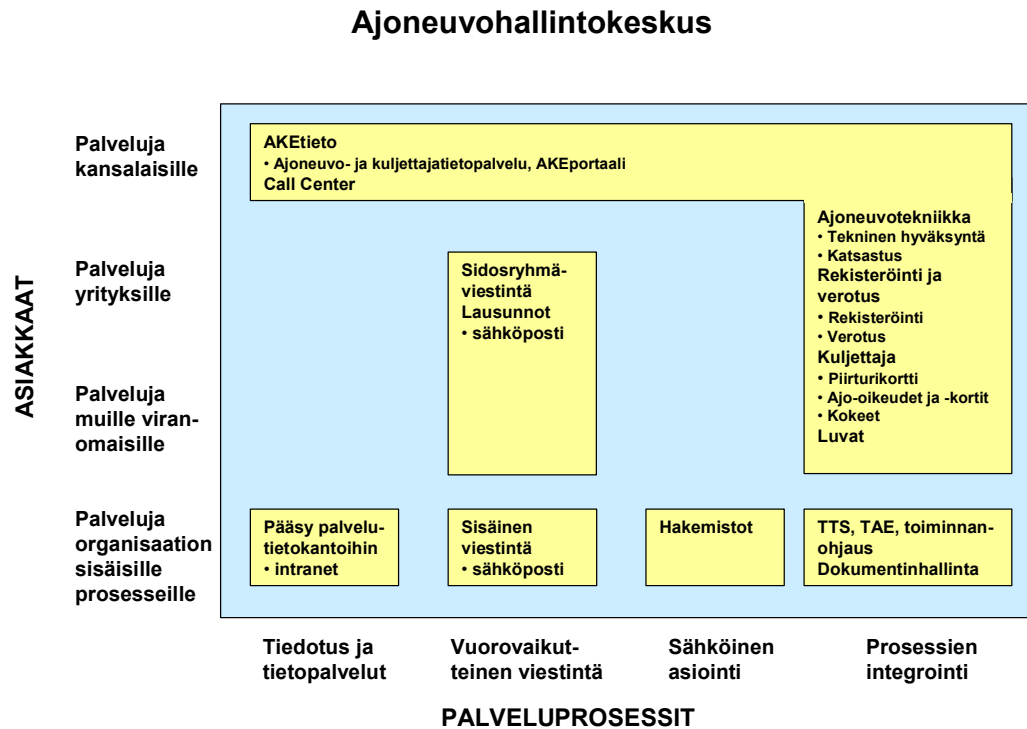 Ajoneuvohallintokeskus
ASIAKKAAT
Palveluja
kansalaisille
AKEtieto
• Ajoneuvo- ja kuljettajatietopalvelu, AKEportaali
Call Center
Palveluja
yrityksille
Sidosryhmä-
viestintä
Lausunnot
• sähköposti
Ajoneuvotekniikka
• Tekninen hyväksyntä
• Katsastus
Rekisteröinti ja
verotus
• Rekisteröinti
• Verotus
Kuljettaja
• Piirturikortti
• Ajo-oikeudet ja -kortit
• Kokeet
Luvat
Palveluja
muille viran-
omaisille
Palveluja
organisaation
sisäisille
prosesseille
Pääsy palvelu-
tietokantoihin
• intranet
Sisäinen
viestintä
• sähköposti
Hakemistot
TTS, TAE, toiminnan-
ohjaus
Dokumentinhallinta
Tiedotus ja
tietopalvelut
Vuorovaikut-
teinen viestintä
Sähköinen
asiointi
Prosessien
integrointi
PALVELUPROSESSIT